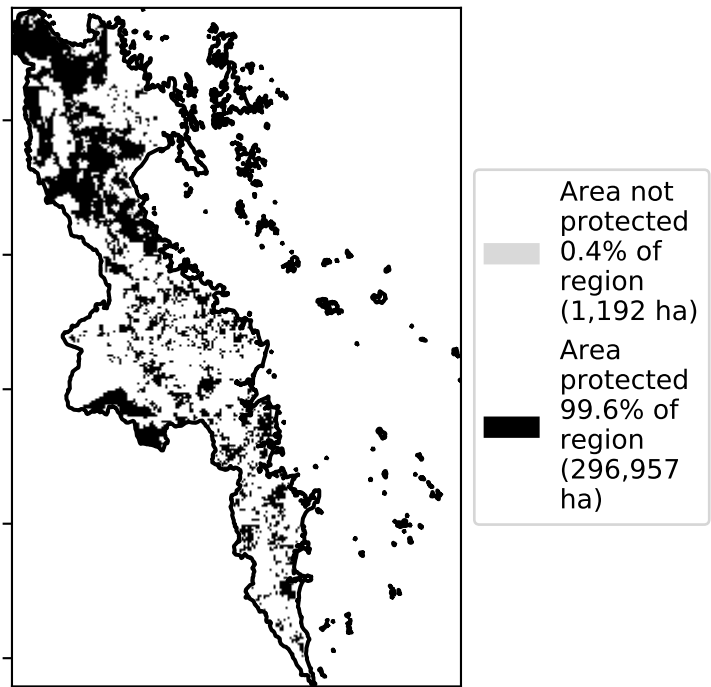 Area not
protected
0.4% of
region
(1,192 ha)
Area
protected
99.6% of
region
(296,957
ha)